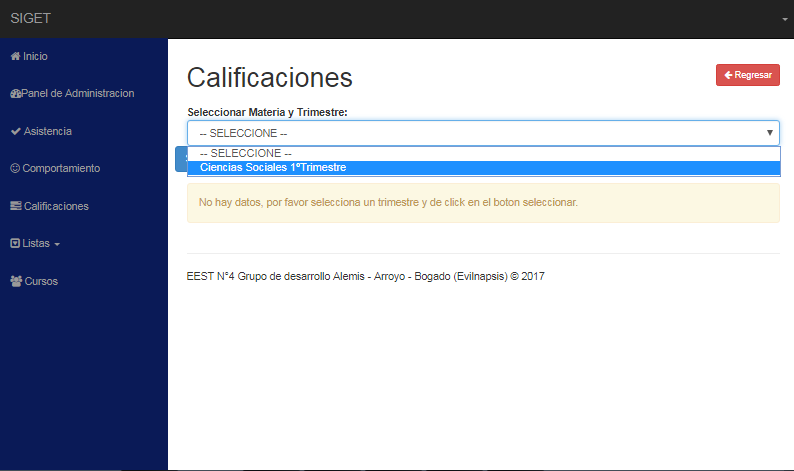 SIGET
Inicio
Panel de Administracion
Asistencia
Comportamiento
Calificaciones
Listas
Cursos
Calificaciones
Regresar
Seleccionar Materia y Trimestre:
-- SELECCIONE --
-- SELECCIONE --
Ciencias Sociales 1°Trimestre
No hay datos, por favor selecciona un trimestre y de click en el boton seleccionar.
EEST N°4 Grupo de desarrollo Alemis - Arroyo - Bogado (Evilnapsis) © 2017